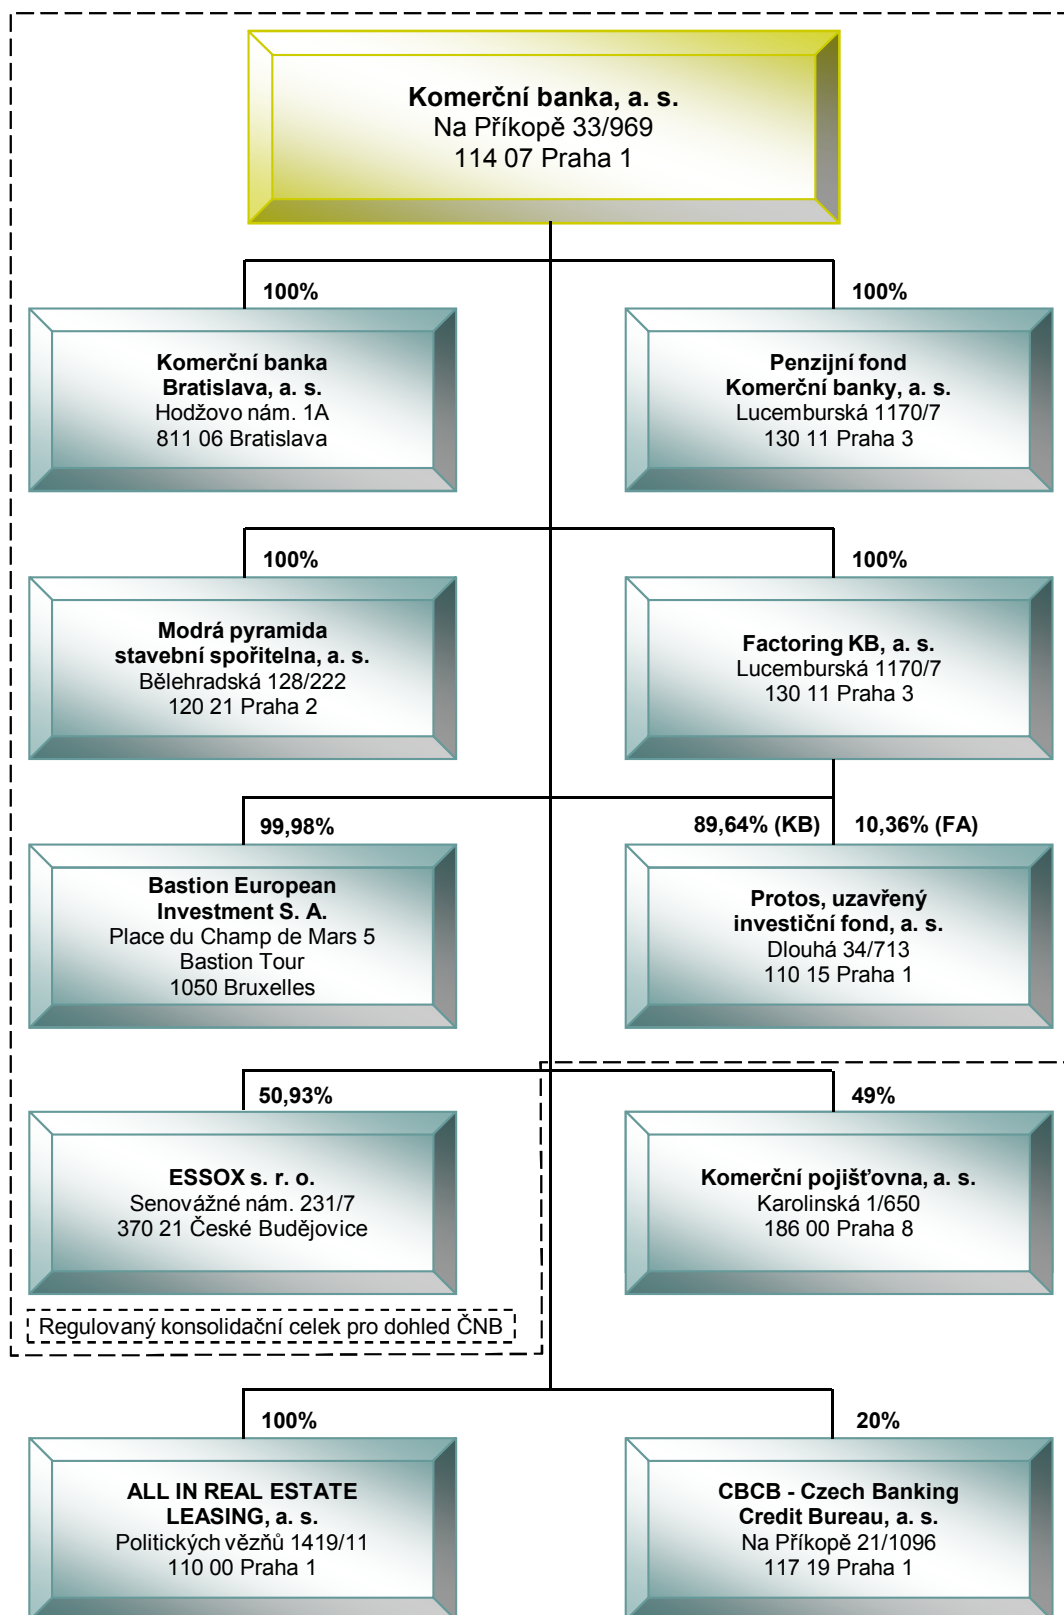 Komerční banka, a. s.
Na Příkopě 33/969
114 07 Praha 1
100%
100%
Komerční banka
Bratislava, a. s.
Hodžovo nám. 1A
811 06 Bratislava
Penzijní fond
Komerční banky, a. s.
Lucemburská 1170/7
130 11 Praha 3
100%
100%
Modrá pyramida
stavební spořitelna, a. s.
Bělehradská 128/222
120 21 Praha 2
Factoring KB, a. s.
Lucemburská 1170/7
130 11 Praha 3
99,98%
89,64% (KB)
10,36% (FA)
Bastion European
Investment S. A.
Place du Champ de Mars 5
Bastion Tour
1050 Bruxelles
Protos, uzavřený
investiční fond, a. s.
Dlouhá 34/713
110 15 Praha 1
50,93%
49%
ESSOX s. r. o.
Senovážné nám. 231/7
370 21 České Budějovice
Komerční pojišťovna, a. s.
Karolinská 1/650
186 00 Praha 8
Regulovaný konsolidační celek pro dohled ČNB
100%
20%
ALL IN REAL ESTATE
LEASING, a. s.
Politických vězňů 1419/11
110 00 Praha 1
CBCB - Czech Banking
Credit Bureau, a. s.
Na Příkopě 21/1096
117 19 Praha 1